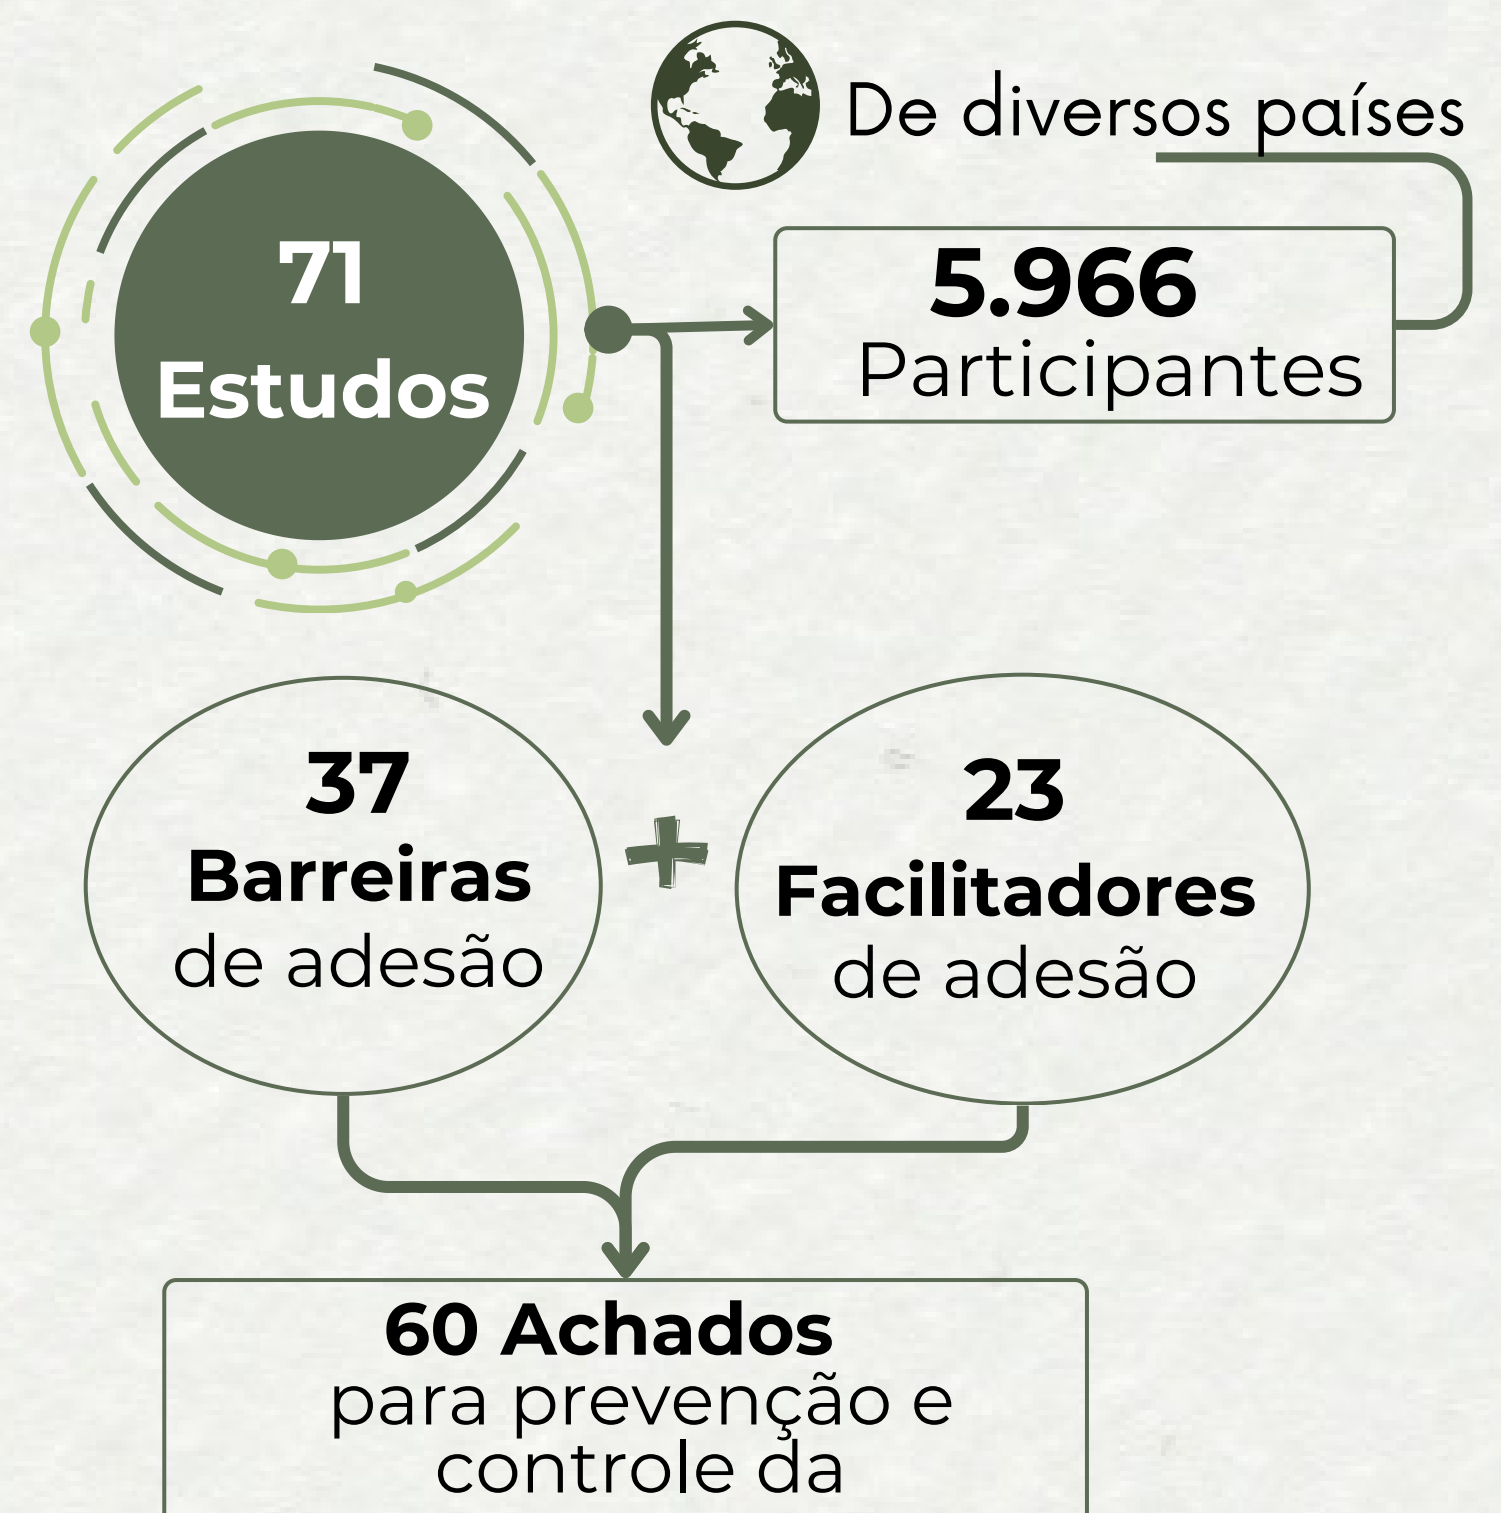 De diversos países
71
Estudos
5.966
Participantes
37
Barreiras
de adesão
23
Facilitadores
de adesão
60 Achados
para prevenção e
controle da